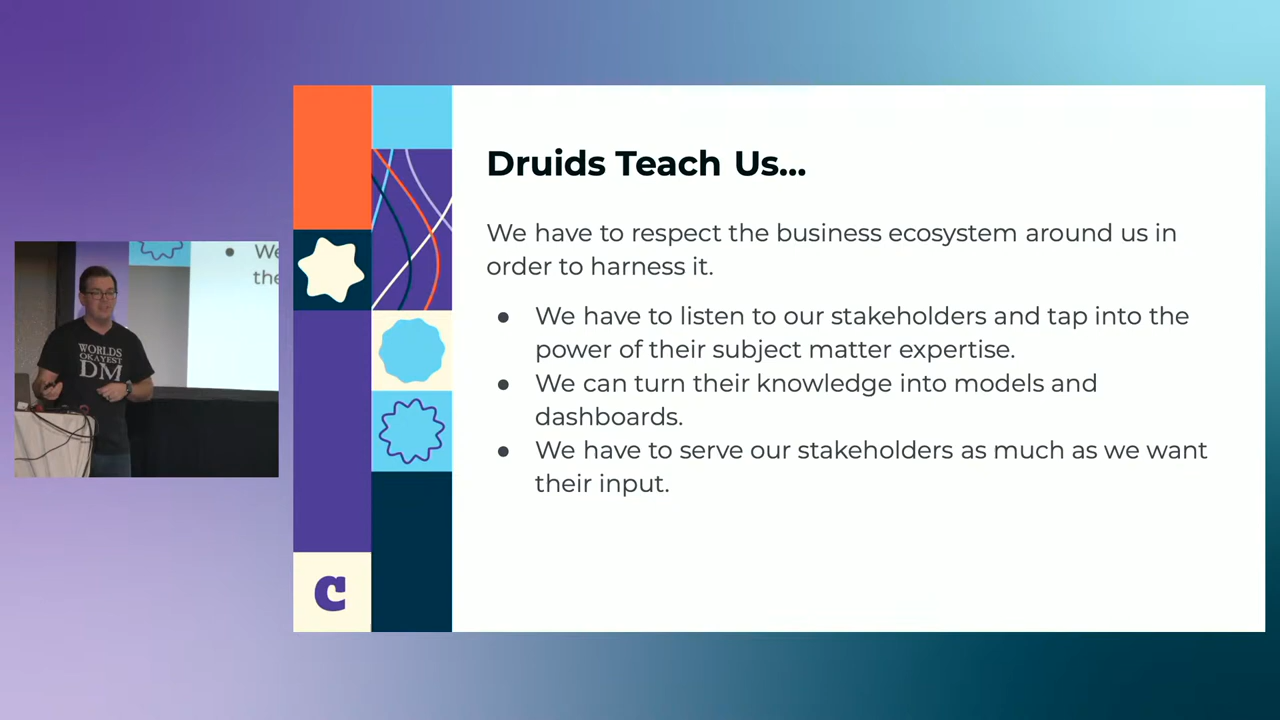 Druids Teach Us...
We have to respect the business ecosystem around us in
order to harness it.
● We have to listen to our stakeholders and tap into the
power of their subject matter expertise.
● We can turn their knowledge into models and
dashboards.
● We have to serve our stakeholders as much as we want
their input.
c
● We
the
WORLDS
OKAYEST
DM